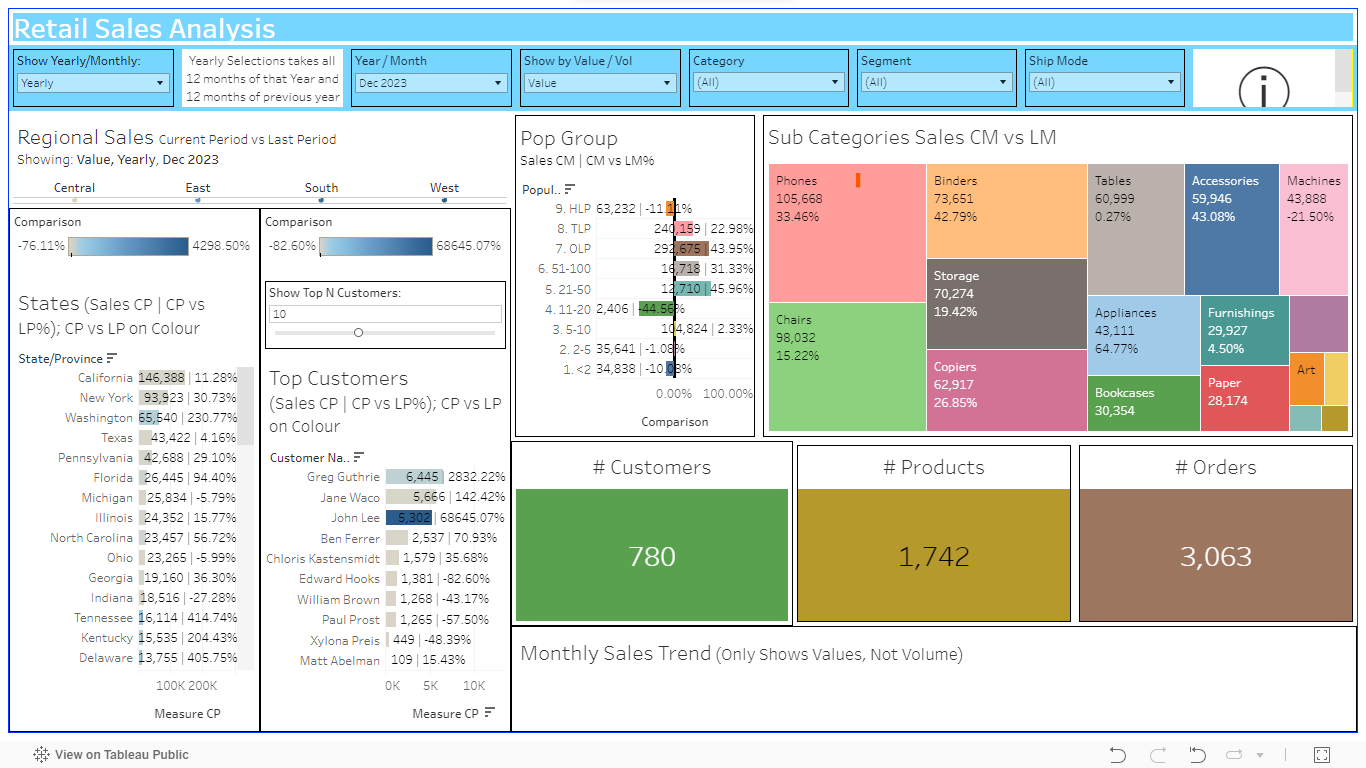 Retail Sales Analysis
Show Yearly/Monthly:
Yearly
Yearly Selections takes all
12 months of that Year and
12 months of previous year
Year / Month
Dec 2023
Show by Value / Vol
Value
Category
(All)
Segment
(All)
Ship Mode
(All)
i
Regional Sales Current Period vs Last Period
Showing: Value, Yearly, Dec 2023
Central East South West
Comparison
-76.11% 4298.50%
States (Sales CP | CP vs
LP%); CP vs LP on Colour
State/Province
California 146,388 | 11.28%
New York 93,923 | 30.73%
Washington 65,540 | 230.77%
Texas 43,422 | 4.16%
Pennsylvania 42,688 | 29.10%
Florida 26,445 | 94.40%
Michigan 25,834 | -5.79%
Illinois 24,352 | 15.77%
North Carolina 23,457 | 56.72%
Ohio 23,265 | -5.99%
Georgia 19,160 | 36.30%
Indiana 18,516 | -27.28%
Tennessee 16,114 | 414.74%
Kentucky 15,535 | 204.43%
Delaware 13,755 | 405.75%
100K 200K
Measure CP
Comparison
-82.60% 68645.07%
Show Top N Customers:
10
Top Customers
(Sales CP | CP vs LP%); CP vs LP
on Colour
Customer Na..
Greg Guthrie 6,445 | 2832.22%
Jane Waco 5,666 | 142.42%
John Lee 5,302 | 68645.07%
Ben Ferrer 2,537 | 70.93%
Chloris Kastensmidt 1,579 | 35.68%
Edward Hooks 1,381 | -82.60%
William Brown 1,268 | -43.17%
Paul Prost 1,265 | -57.50%
Xylona Preis 449 | -48.39%
Matt Abelman 109 | 15.43%
0K 5K 10K
Measure CP
Pop Group
Sales CM | CM vs LM%
Popul..
9. HLP 63,232 | -11.11%
8. TLP 240,159 | 22.98%
7. OLP 292,675 | 43.95%
6. 51-100 16,718 | 31.33%
5. 21-50 12,710 | 45.96%
4. 11-20 2,406 | -44.56%
3. 5-10 104,824 | 2.33%
2. 2-5 35,641 | -1.08%
1. <2 34,838 | -10.03%
0.00% 100.00%
Comparison
Sub Categories Sales CM vs LM
Phones
105,668
33.46%
Chairs
98,032
15.22%
Binders
73,651
42.79%
Storage
70,274
19.42%
Copiers
62,917
26.85%
Tables
60,999
0.27%
Accessories
59,946
43.08%
Machines
43,888
-21.50%
Appliances
43,111
64.77%
Bookcases
30,354
Furnishings
29,927
4.50%
Paper
28,174
Art
# Customers
780
# Products
1,742
# Orders
3,063
Monthly Sales Trend (Only Shows Values, Not Volume)
View on Tableau Public